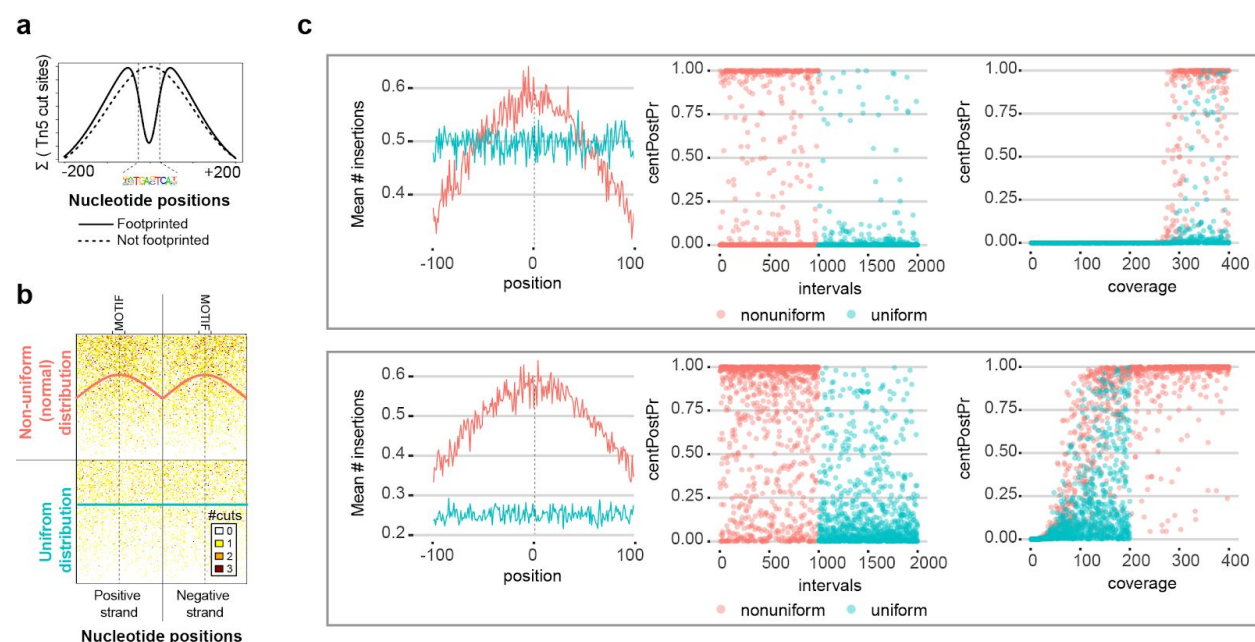 a
Σ ( Tn5 cut sites)
-200
+200
TGASTCA
Nucleotide positions
Footprinted
Not footprinted
b
MOTIF
MOTIF
Non-uniform
(normal)
distribution
Unifrom
distribution
#cuts
0
1
2
3
Positive
strand
Negative
strand
Nucleotide positions
c
Mean # insertions
0.6
0.5
0.4
-100
0
100
position
centPostPr
1.00
0.75
0.50
0.25
0.00
0
500
1000
1500
2000
intervals
centPostPr
1.00
0.75
0.50
0.25
0.00
0
100
200
300
400
coverage
nonuniform
uniform
Mean # insertions
0.6
0.5
0.4
0.3
0.2
-100
0
100
position
centPostPr
1.00
0.75
0.50
0.25
0.00
0
500
1000
1500
2000
intervals
centPostPr
1.00
0.75
0.50
0.25
0.00
0
100
200
300
400
coverage
nonuniform
uniform